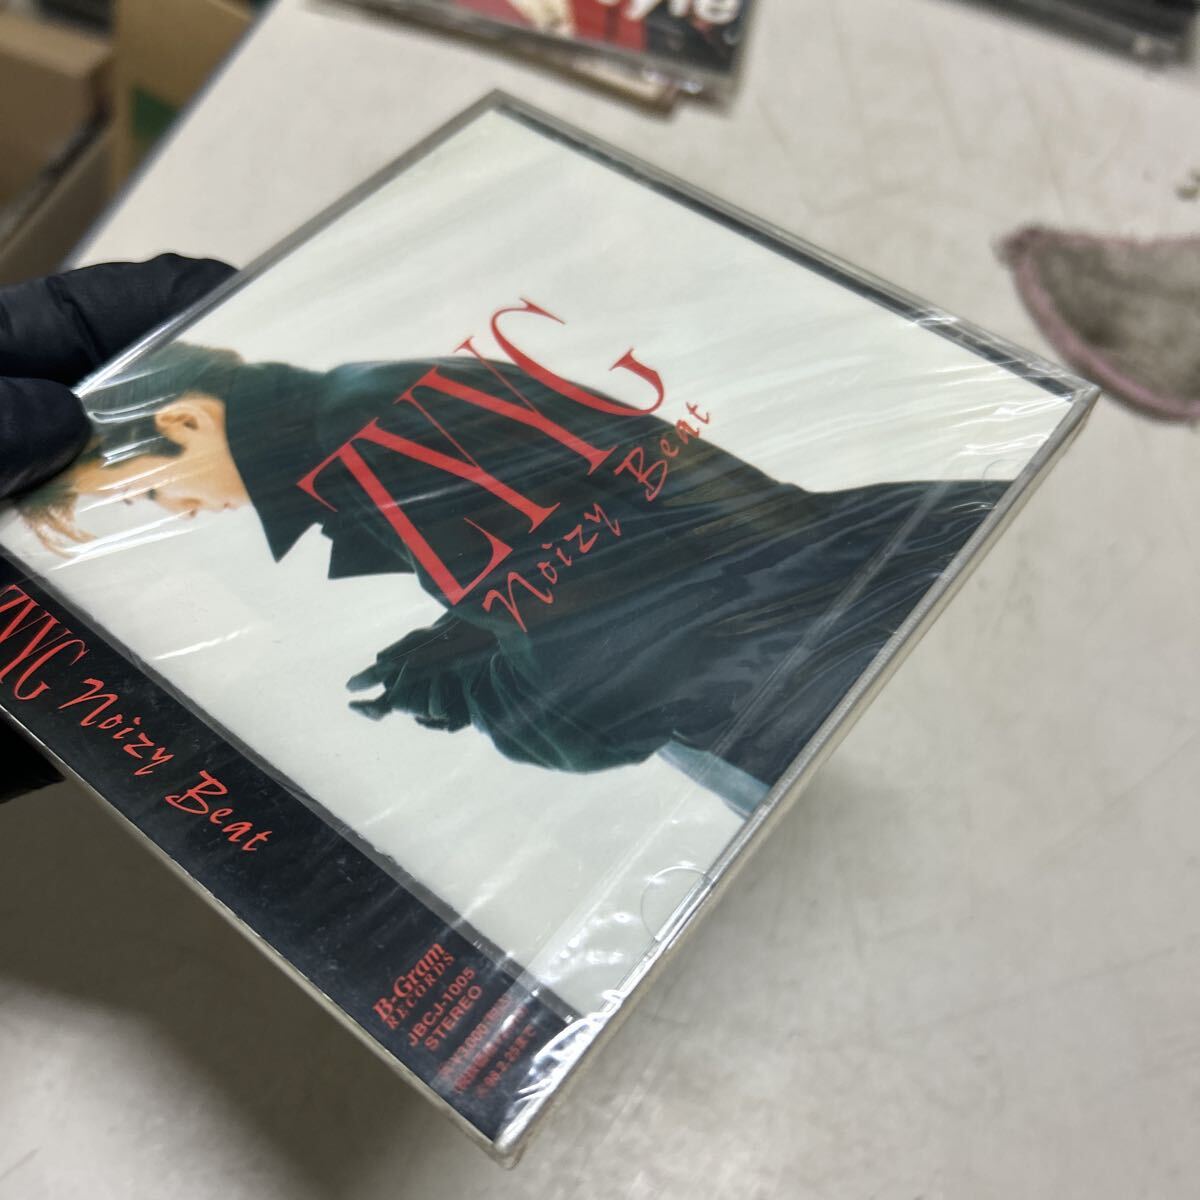 ZYYG
Noizy Beat
ZYYG Noizy Beat
B-Gram
RECORDS
JBCJ-1005
STEREO